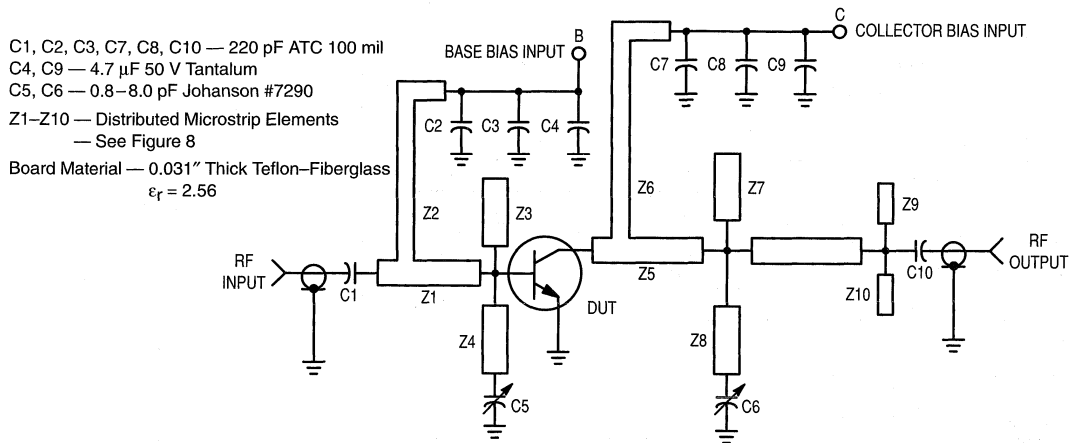 C1, C2, C3, C7, C8, C10 — 220 pF ATC 100 mil
C4, C9 — 4.7 μF 50 V Tantalum
C5, C6 — 0.8–8.0 pF Johanson #7290
Z1–Z10 — Distributed Microstrip Elements
— See Figure 8
Board Material — 0.031″ Thick Teflon–Fiberglass
εr = 2.56
BASE BIAS INPUT
B
C
COLLECTOR BIAS INPUT
C7
C8
C9
C2
C3
C4
Z2
Z3
Z6
Z7
Z9
RF
INPUT
C1
Z1
DUT
Z5
C10
RF
OUTPUT
Z10
Z4
Z8
C5
C6